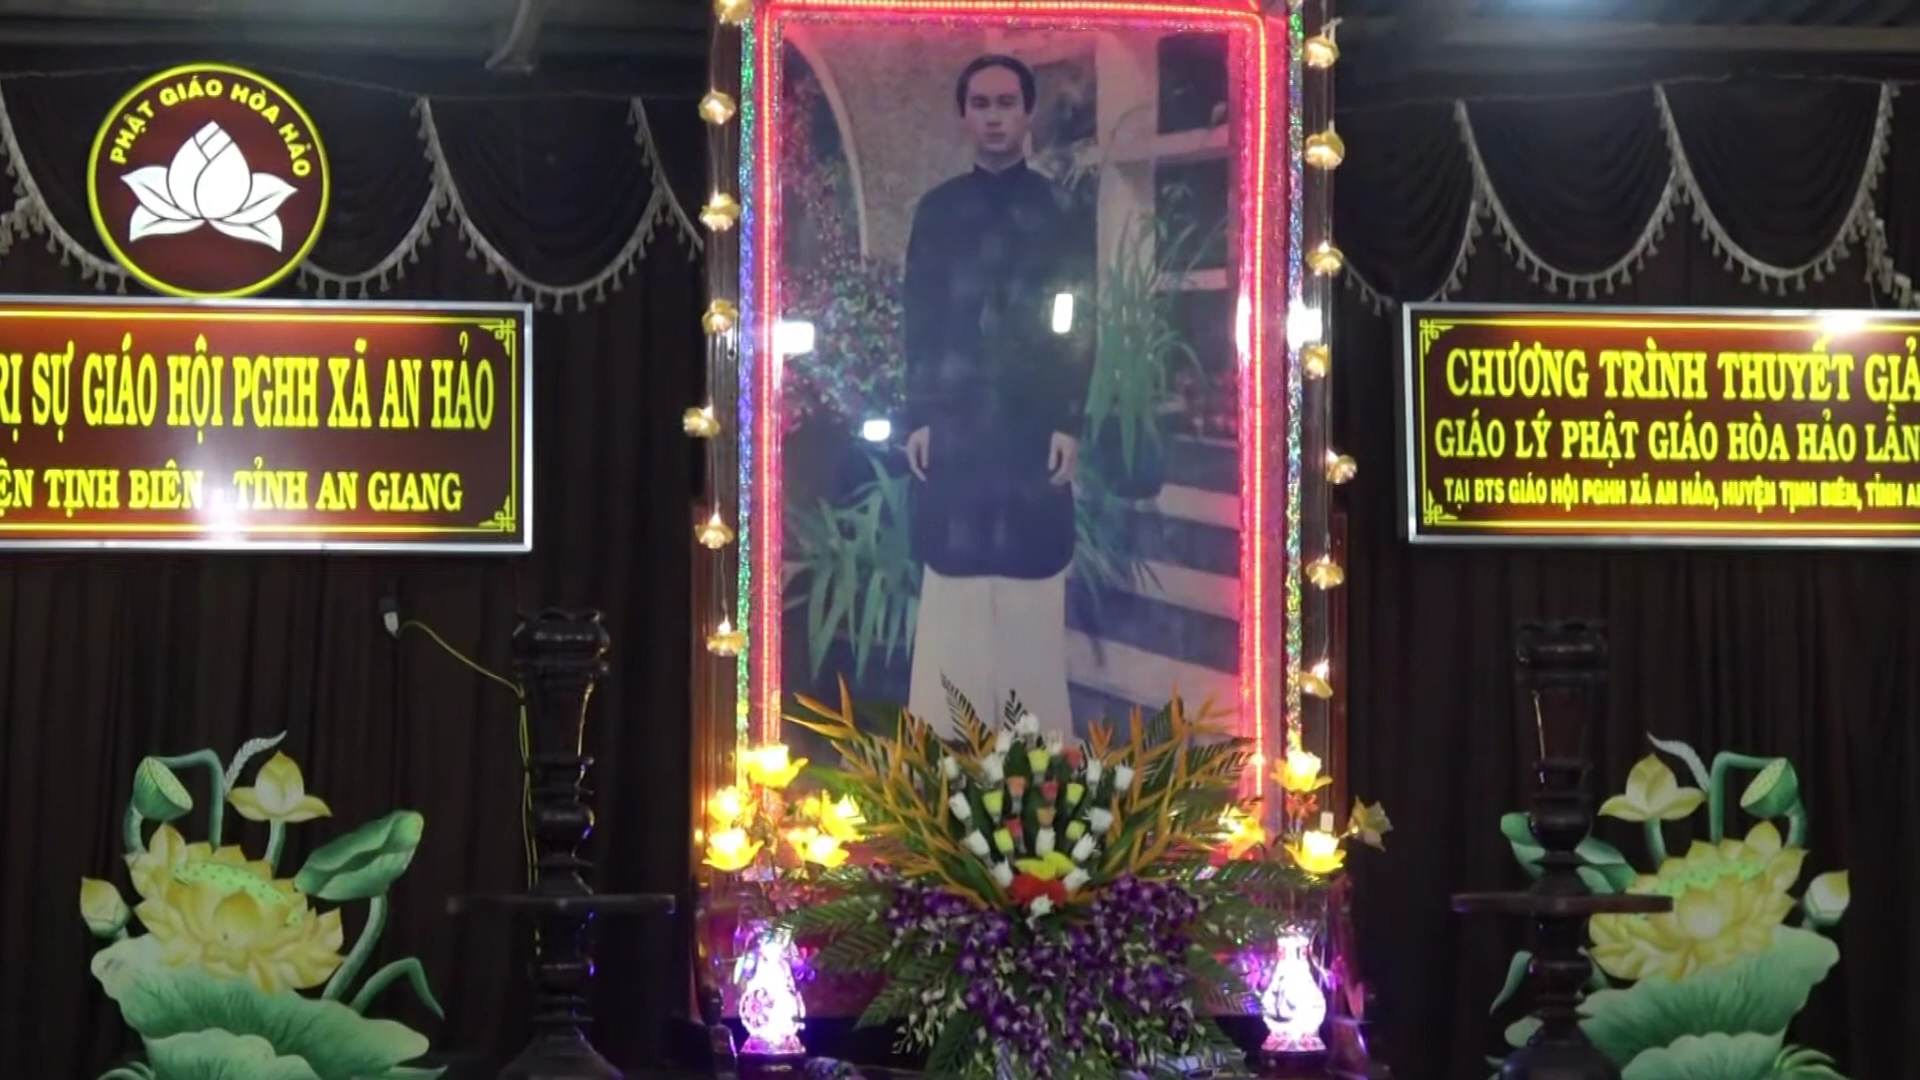 PHẬT GIÁO HÒA HẢO
RỊ SỰ GIÁO HỘI PGHH XÃ AN HẢO
ỆN TỊNH BIÊN - TỈNH AN GIANG
CHƯƠNG TRÌNH THUYẾT GIẢ
GIÁO LÝ PHẬT GIÁO HÒA HẢO LẦN
TẠI BTS GIÁO HỘI PGHH XÃ AN HẢO, HUYỆN TỊNH BIÊN, TỈNH A